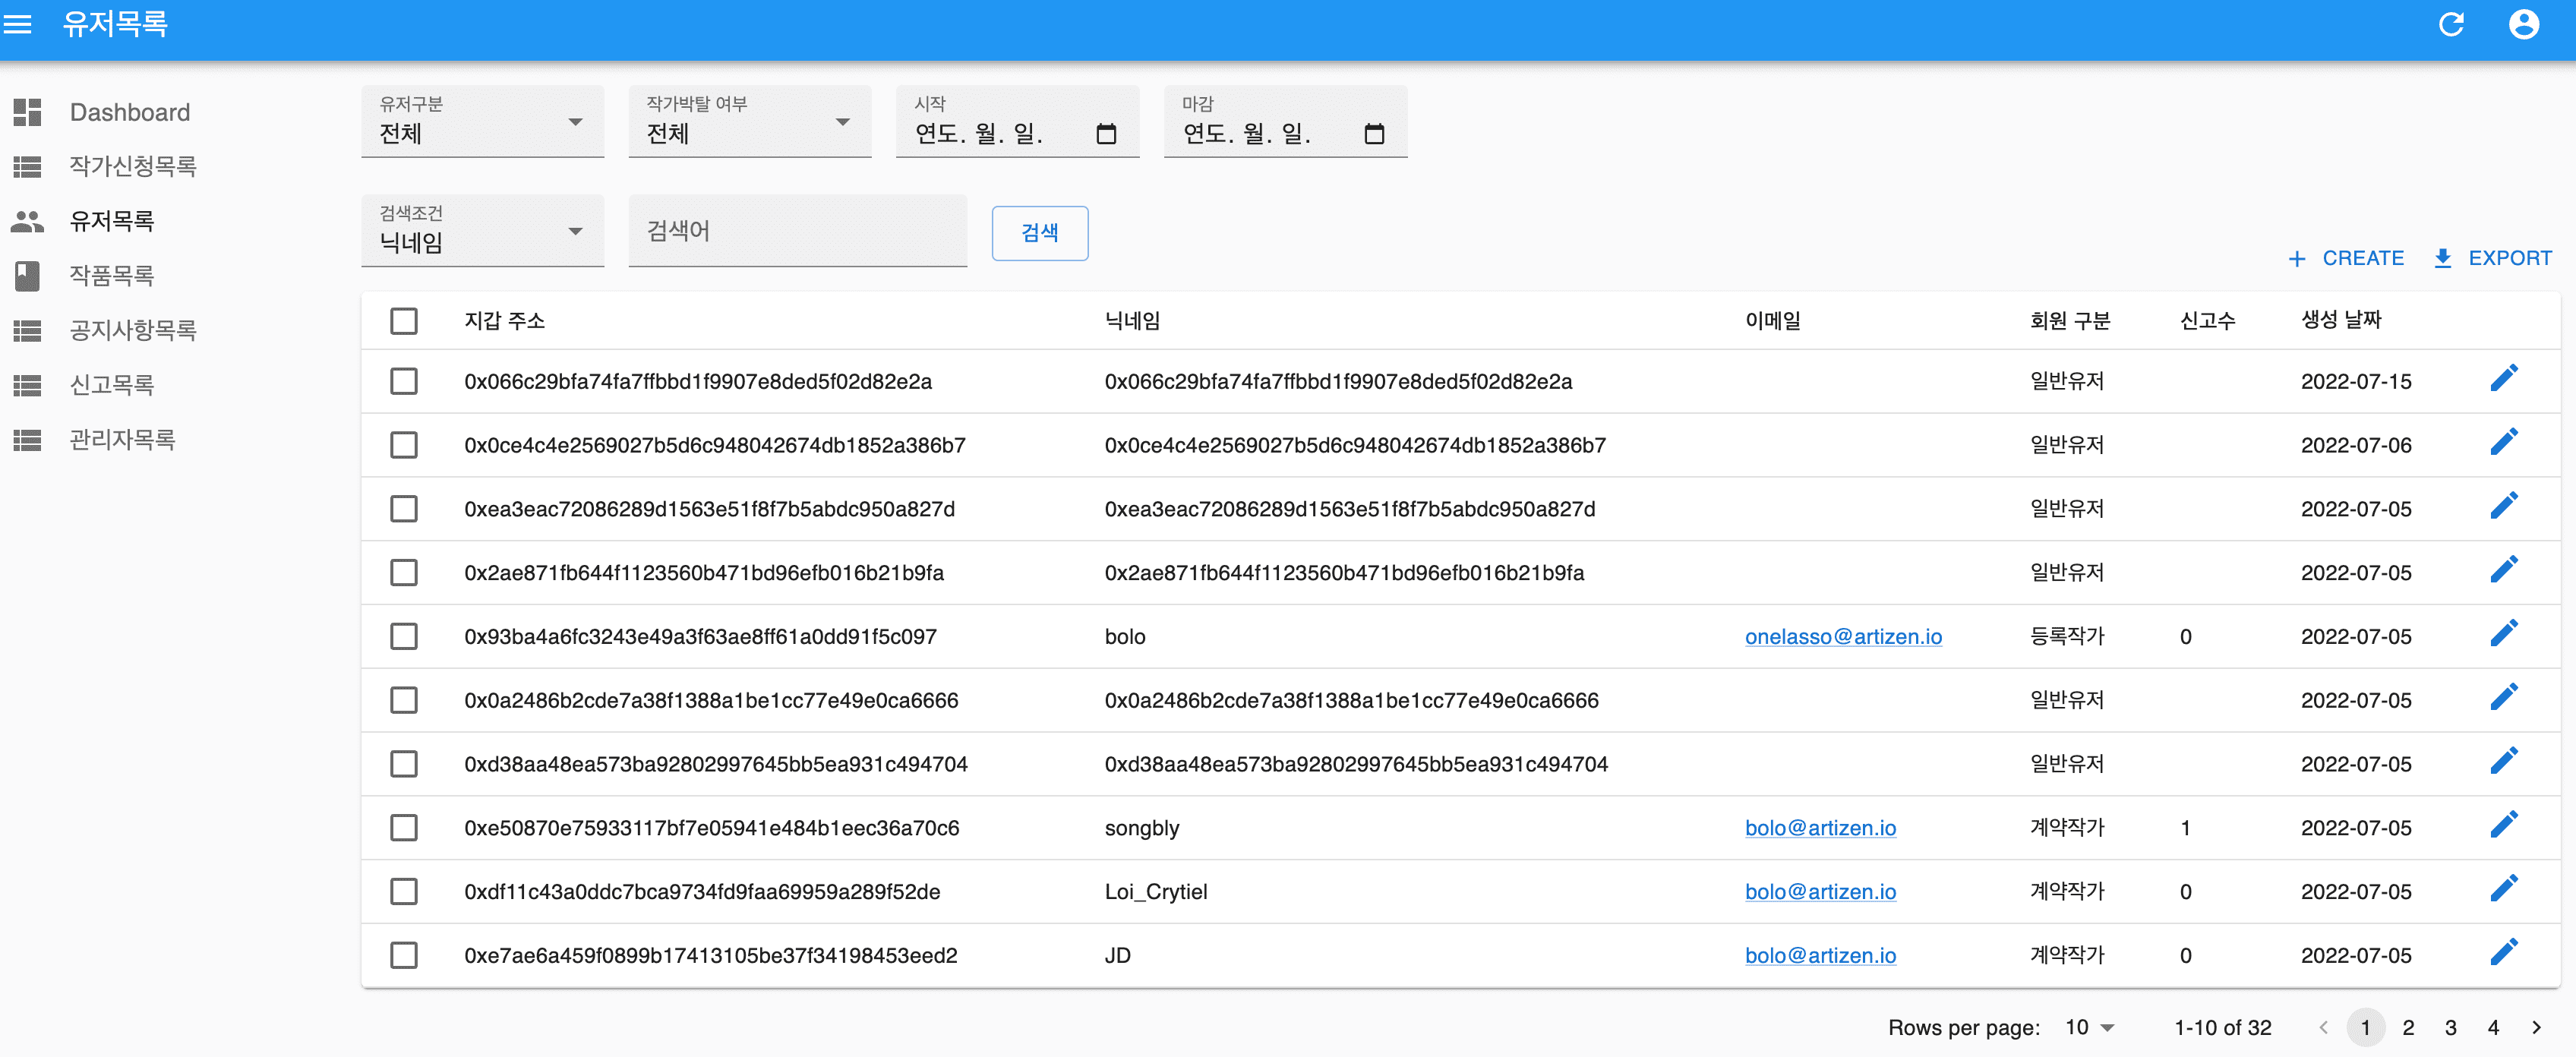 유저목록
Dashboard
작가신청목록
유저목록
작품목록
공지사항목록
신고목록
관리자목록
유저구분 작가박탈 여부 시작 마감
전체 전체 연도. 월. 일. 연도. 월. 일.
검색조건
닉네임 검색어 검색
CREATE EXPORT
지갑 주소 닉네임 이메일 회원 구분 신고수 생성 날짜
0x066c29bfa74fa7ffbbd1f9907e8ded5f02d82e2a 0x066c29bfa74fa7ffbbd1f9907e8ded5f02d82e2a 일반유저 2022-07-15
0x0ce4c4e2569027b5d6c948042674db1852a386b7 0x0ce4c4e2569027b5d6c948042674db1852a386b7 일반유저 2022-07-06
0xea3eac72086289d1563e51f8f7b5abdc950a827d 0xea3eac72086289d1563e51f8f7b5abdc950a827d 일반유저 2022-07-05
0x2ae871fb644f1123560b471bd96efb016b21b9fa 0x2ae871fb644f1123560b471bd96efb016b21b9fa 일반유저 2022-07-05
0x93ba4a6fc3243e49a3f63ae8ff61a0dd91f5c097 bolo onelasso@artizen.io 등록작가 0 2022-07-05
0x0a2486b2cde7a38f1388a1be1cc77e49e0ca6666 0x0a2486b2cde7a38f1388a1be1cc77e49e0ca6666 일반유저 2022-07-05
0xd38aa48ea573ba92802997645bb5ea931c494704 0xd38aa48ea573ba92802997645bb5ea931c494704 일반유저 2022-07-05
0xe50870e75933117bf7e05941e484b1eec36a70c6 songbly bolo@artizen.io 계약작가 1 2022-07-05
0xdf11c43a0ddc7bca9734fd9faa69959a289f52de Loi_Crytiel bolo@artizen.io 계약작가 0 2022-07-05
0xe7ae6a459f0899b17413105be37f34198453eed2 JD bolo@artizen.io 계약작가 0 2022-07-05
Rows per page: 10 1-10 of 32 1 2 3 4